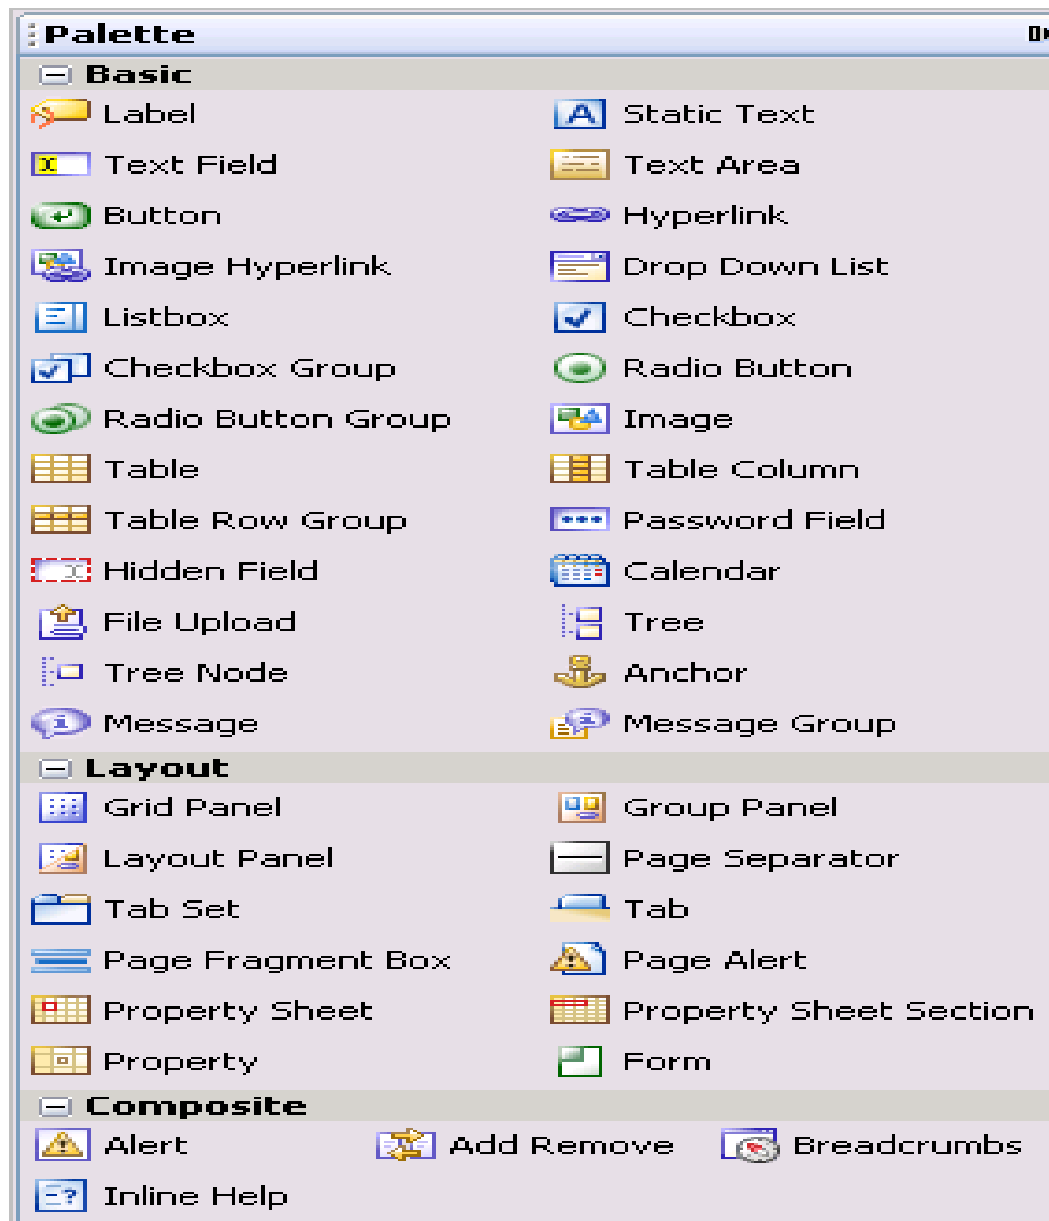 Palette
Basic
Label Static Text
Text Field Text Area
Button Hyperlink
Image Hyperlink Drop Down List
Listbox Checkbox
Checkbox Group Radio Button
Radio Button Group Image
Table Table Column
Table Row Group Password Field
Hidden Field Calendar
File Upload Tree
Tree Node Anchor
Message Message Group
Layout
Grid Panel Group Panel
Layout Panel Page Separator
Tab Set Tab
Page Fragment Box Page Alert
Property Sheet Property Sheet Section
Property Form
Composite
Alert Add Remove Breadcrumbs
Inline Help